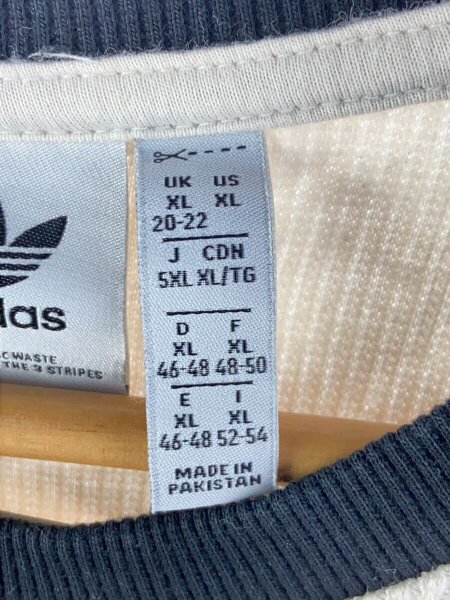 UK US
XL XL
20-22
J CDN
5XL XL/TG
D F
XL XL
46-48 48-50
E I
XL XL
46-48 52-54
MADE IN
PAKISTAN
das
WASTE
THE 3 STRIPES